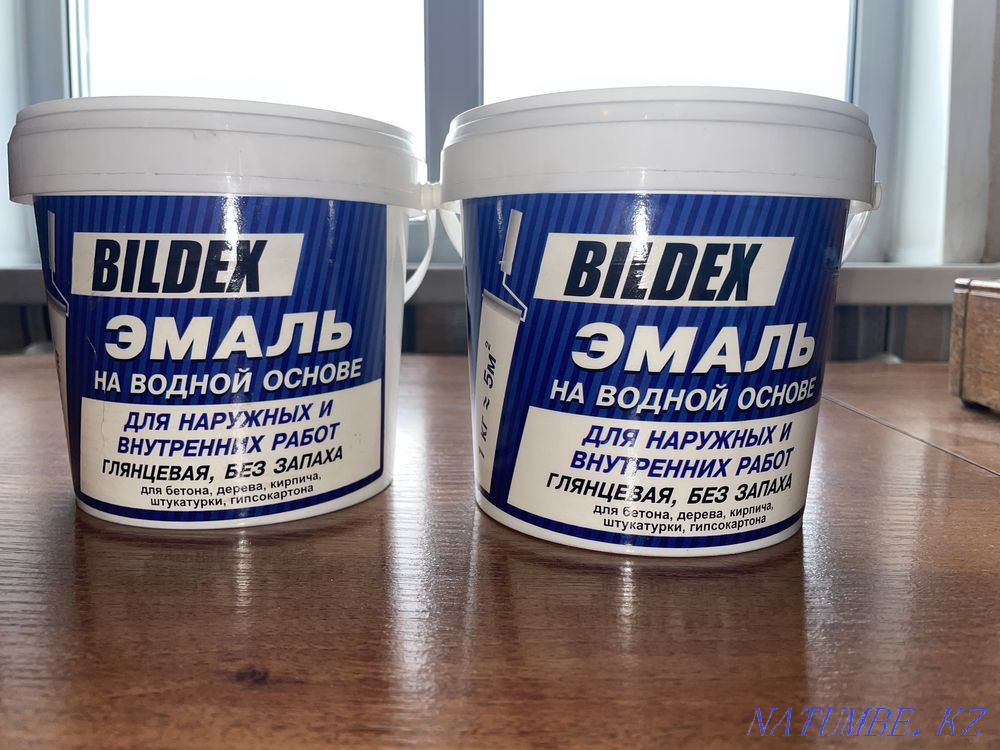 BILDEX
ЭМАЛЬ
НА ВОДНОЙ ОСНОВЕ
ДЛЯ НАРУЖНЫХ И
ВНУТРЕННИХ РАБОТ
ГЛЯНЦЕВАЯ, БЕЗ ЗАПАХА
для бетона, дерева, кирпича,
штукатурки, гипсокартона
BILDEX
ЭМАЛЬ
НА ВОДНОЙ ОСНОВЕ
1 кг ≈ 5м²
ДЛЯ НАРУЖНЫХ И
ВНУТРЕННИХ РАБОТ
ГЛЯНЦЕВАЯ, БЕЗ ЗАПАХА
для бетона, дерева, кирпича,
штукатурки, гипсокартона
NATUMBE.KZ